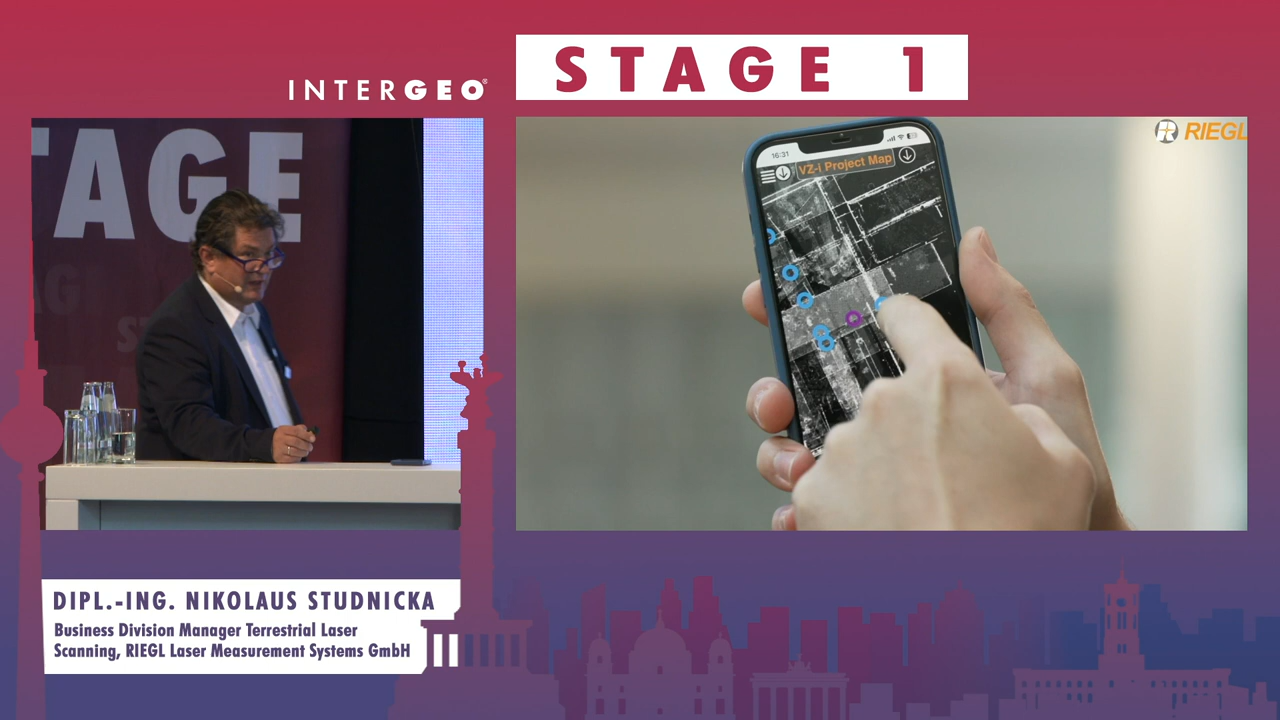 STAGE 1
INTERGEO®
TAGE
RIEGL
16:31
VZ-i Project Map
DIPL.-ING. NIKOLAUS STUDNICKA
Business Division Manager Terrestrial Laser
Scanning, RIEGL Laser Measurement Systems GmbH